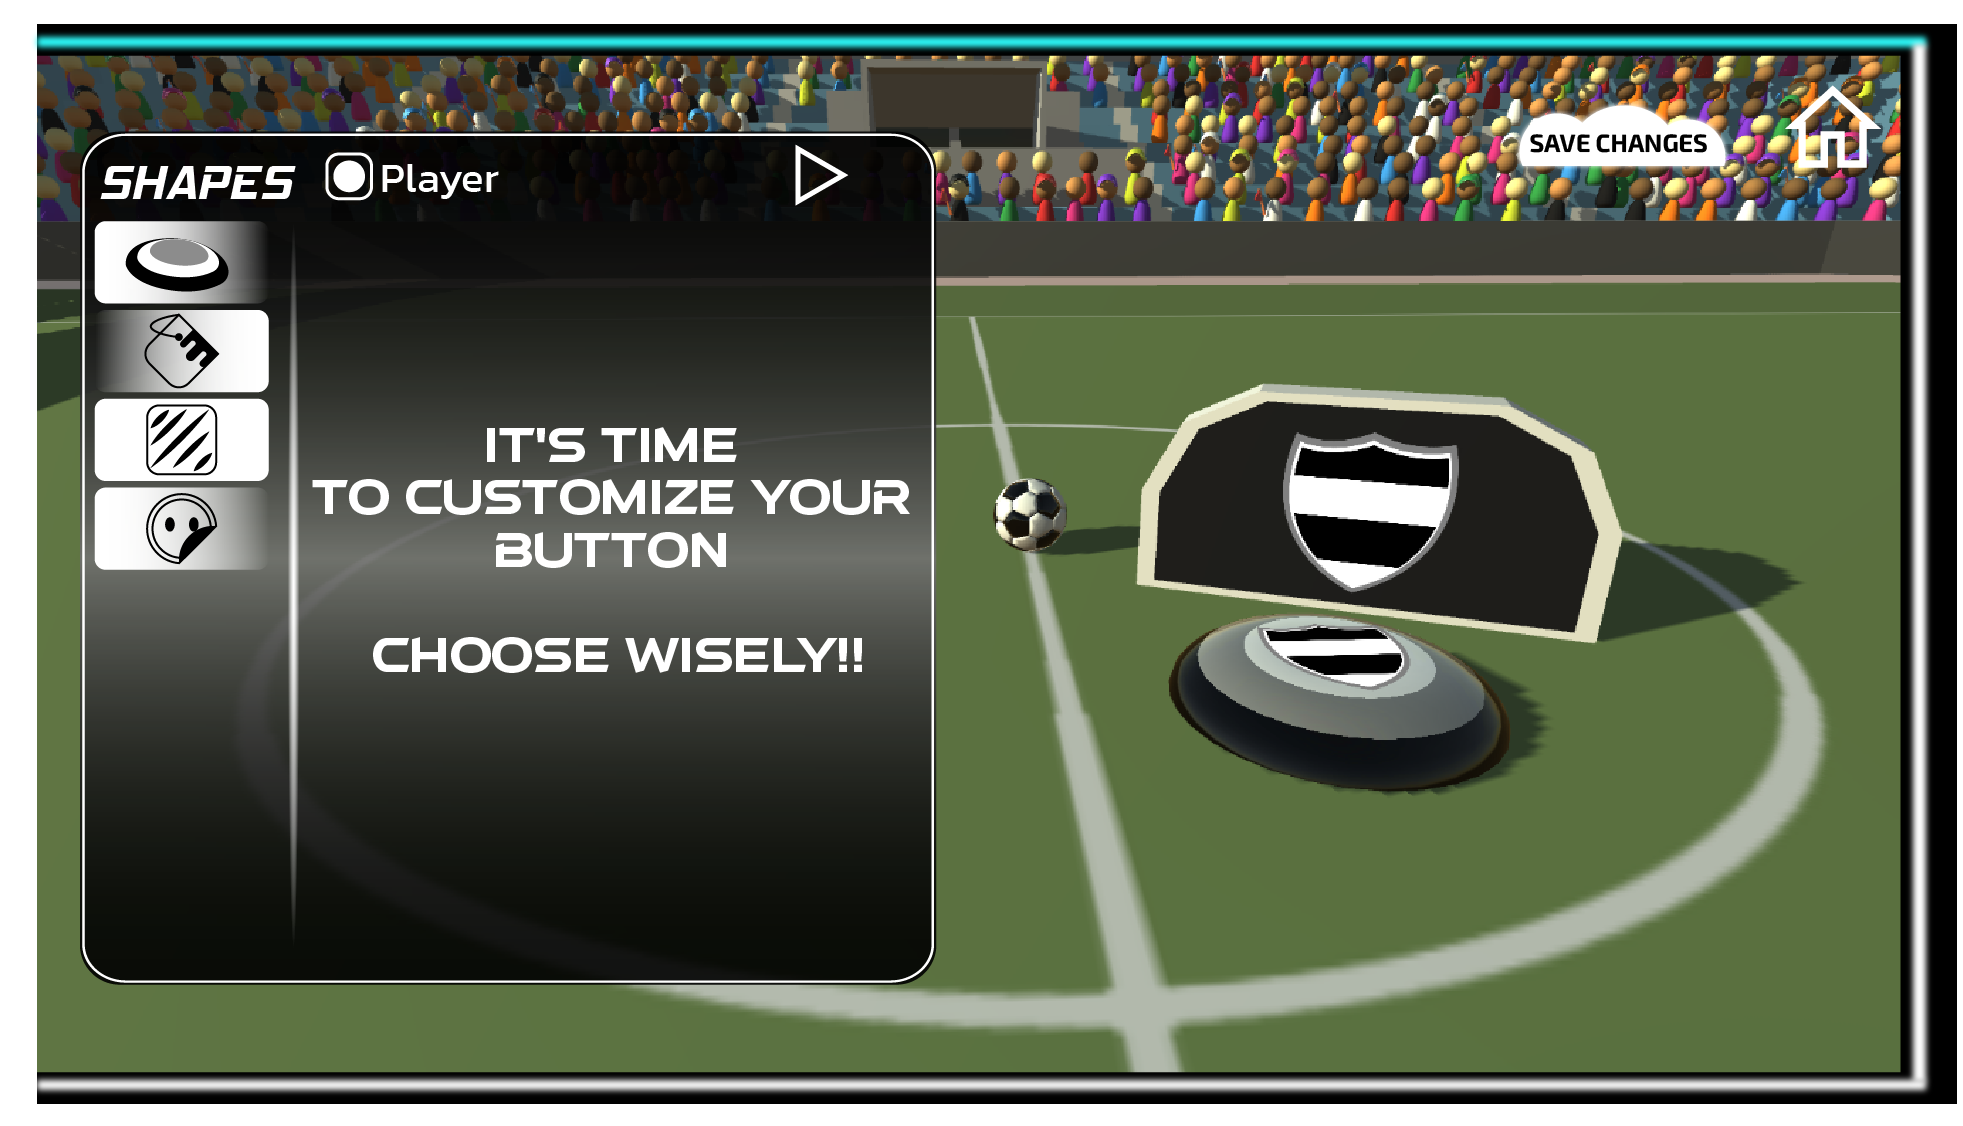 SHAPES
Player
SAVE CHANGES
IT'S TIME
TO CUSTOMIZE YOUR
BUTTON
CHOOSE WISELY!!